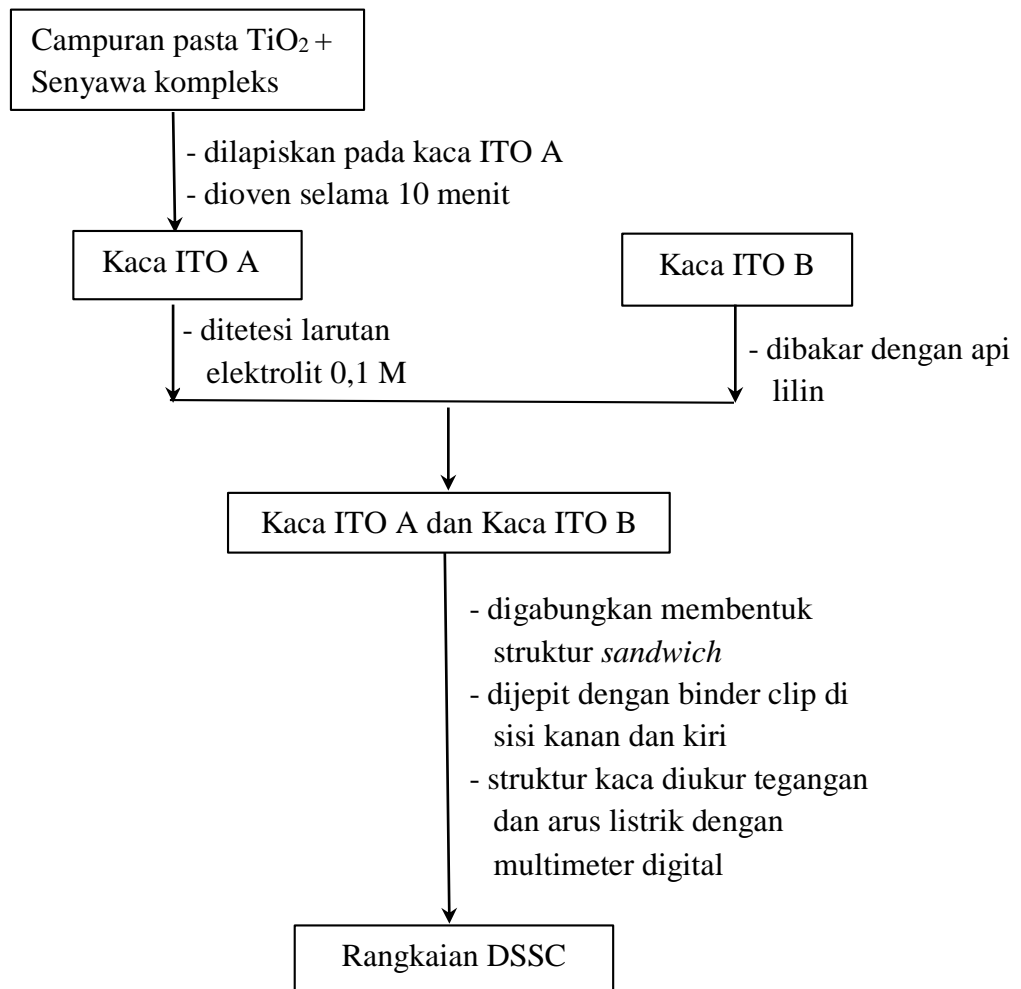 Campuran pasta TiO₂ +
Senyawa kompleks
- dilapiskan pada kaca ITO A
- dioven selama 10 menit
Kaca ITO A
Kaca ITO B
- ditetesi larutan
elektrolit 0,1 M
- dibakar dengan api
lilin
Kaca ITO A dan Kaca ITO B
- digabungkan membentuk
struktur sandwich
- dijepit dengan binder clip di
sisi kanan dan kiri
- struktur kaca diukur tegangan
dan arus listrik dengan
multimeter digital
Rangkaian DSSC